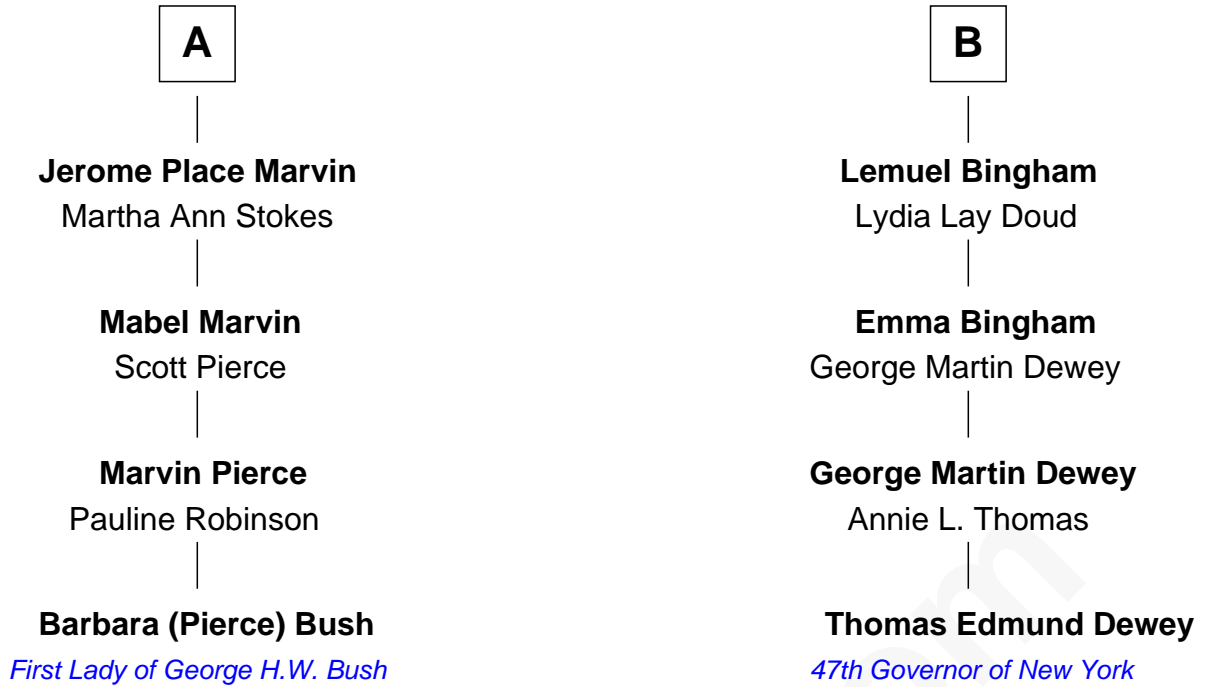 A
Jerome Place Marvin
Martha Ann Stokes
Mabel Marvin
Scott Pierce
Marvin Pierce
Pauline Robinson
Barbara (Pierce) Bush
First Lady of George H.W. Bush
B
Lemuel Bingham
Lydia Lay Doud
Emma Bingham
George Martin Dewey
George Martin Dewey
Annie L. Thomas
Thomas Edmund Dewey
47th Governor of New York